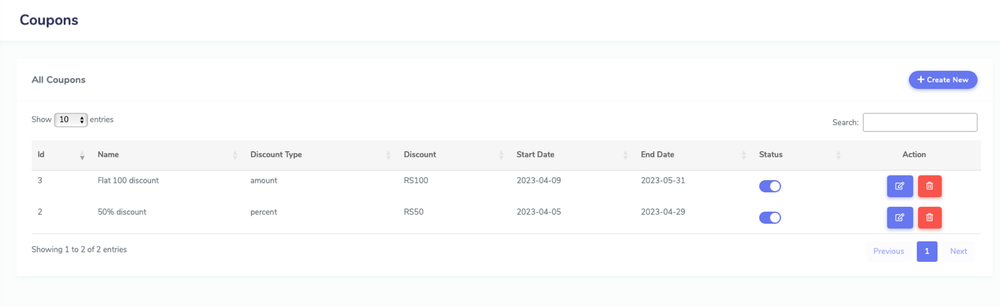 Coupons
All Coupons
+ Create New
Show 10 entries
Search:
Id Name Discount Type Discount Start Date End Date Status Action
3 Flat 100 discount amount RS100 2023-04-09 2023-05-31
2 50% discount percent RS50 2023-04-05 2023-04-29
Showing 1 to 2 of 2 entries
Previous 1 Next